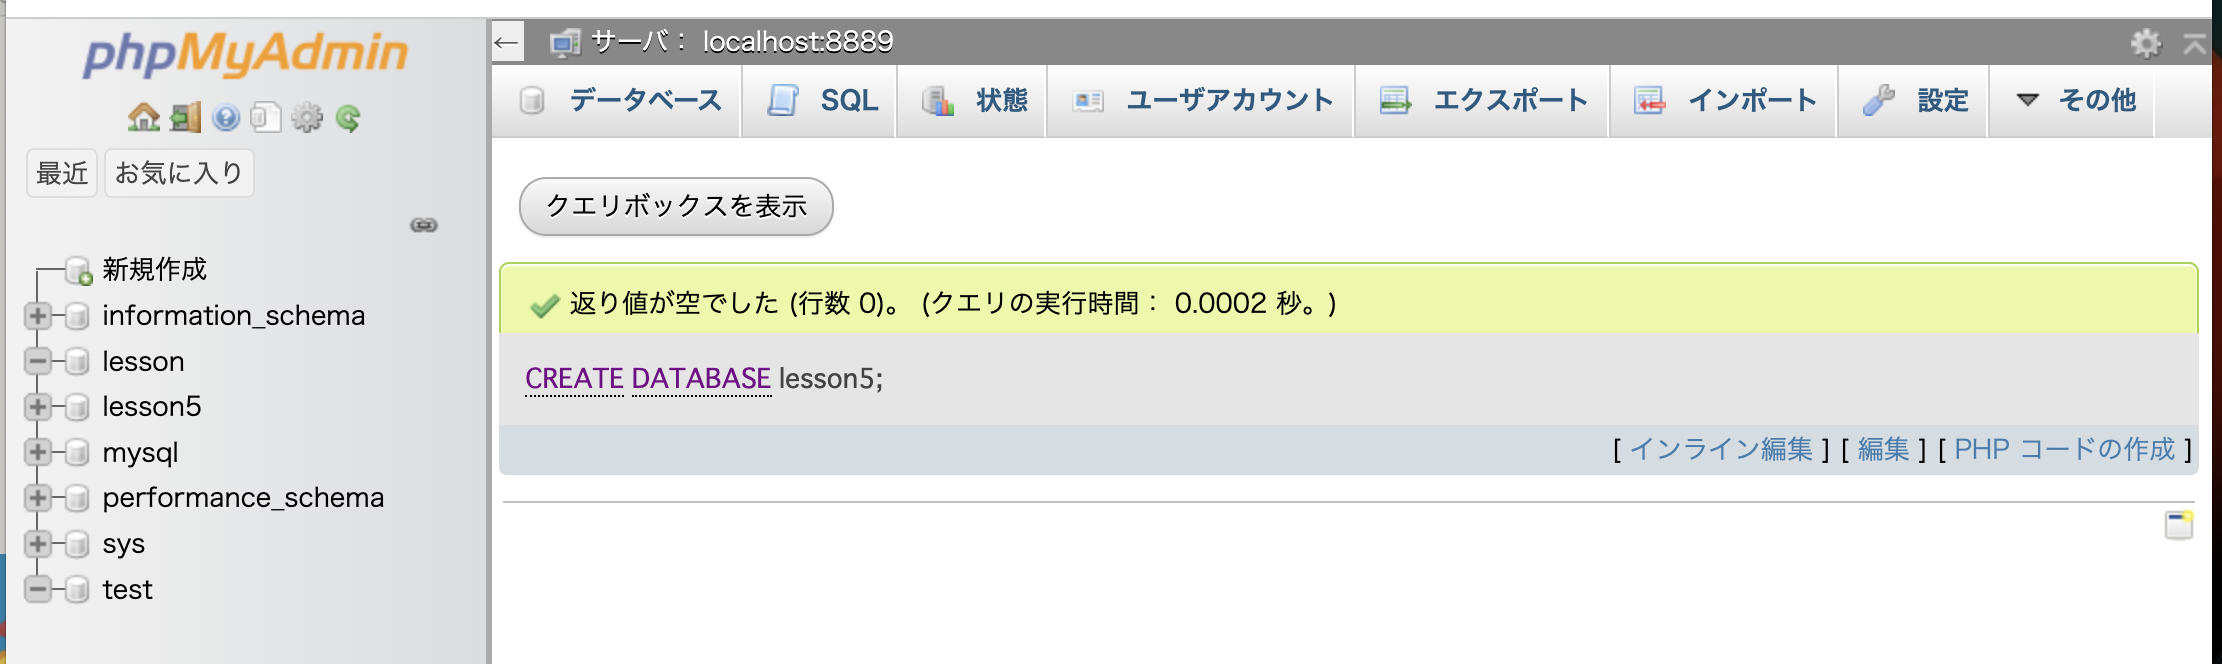 phpMyAdmin
最近 お気に入り
新規作成
information_schema
lesson
lesson5
mysql
performance_schema
sys
test
サーバ： localhost:8889
データベース SQL 状態 ユーザアカウント エクスポート インポート 設定 その他
クエリボックスを表示
返り値が空でした (行数 0)。 (クエリの実行時間： 0.0002 秒。)
CREATE DATABASE lesson5;
[ インライン編集 ] [ 編集 ] [ PHP コードの作成 ]